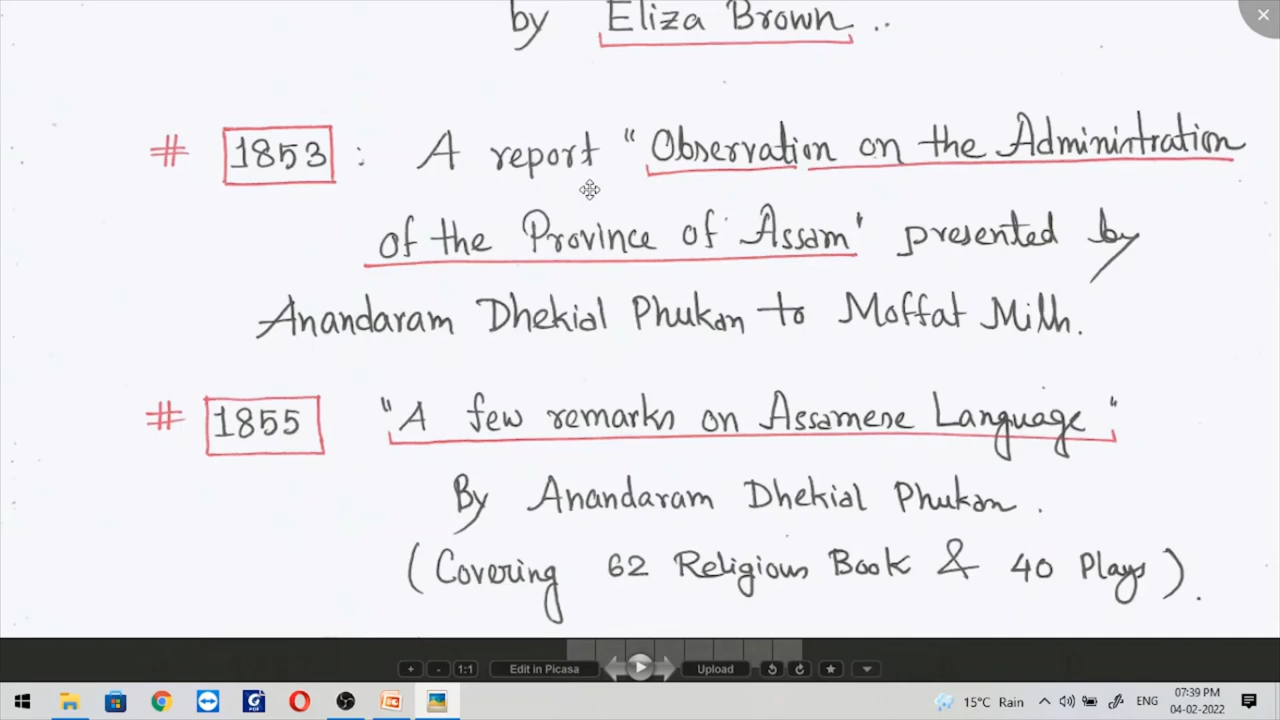 by Eliza Brown ..
# 1853 : A report "Observation on the Administration
of the Province of Assam" presented by
Anandaram Dhekial Phukan to Moffat Mills.
# 1855 "A few remarks on Assamese Language"
By Anandaram Dhekial Phukan.
(Covering 62 Religious Book & 40 Plays).
1:1 Edit in Picasa Upload
15°C Rain ENG 07:39 PM
04-02-2022